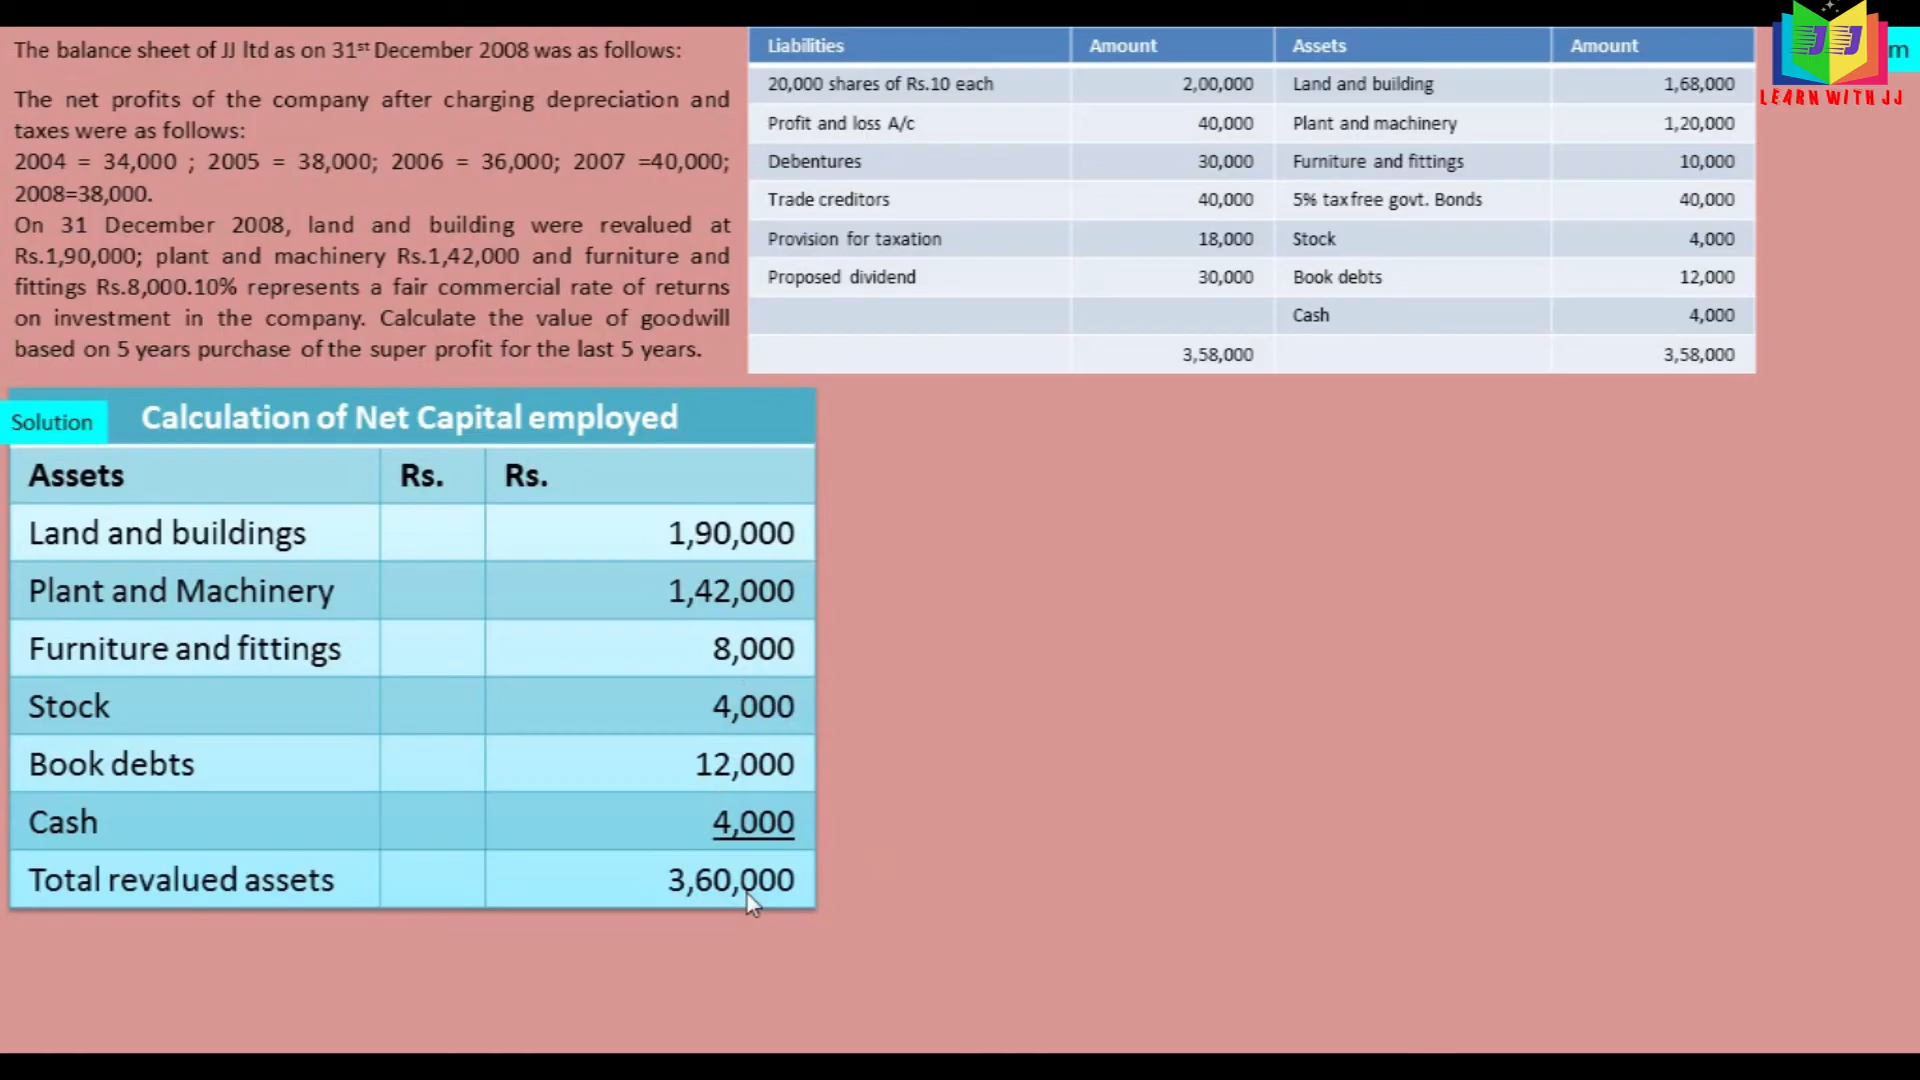 The balance sheet of JJ ltd as on 31st December 2008 was as follows:
The net profits of the company after charging depreciation and
taxes were as follows:
2004 = 34,000 ; 2005 = 38,000; 2006 = 36,000; 2007 =40,000;
2008=38,000.
On 31 December 2008, land and building were revalued at
Rs.1,90,000; plant and machinery Rs.1,42,000 and furniture and
fittings Rs.8,000.10% represents a fair commercial rate of returns
on investment in the company. Calculate the value of goodwill
based on 5 years purchase of the super profit for the last 5 years.
Liabilities Amount Assets Amount
20,000 shares of Rs.10 each 2,00,000 Land and building 1,68,000
Profit and loss A/c 40,000 Plant and machinery 1,20,000
Debentures 30,000 Furniture and fittings 10,000
Trade creditors 40,000 5% taxfree govt. Bonds 40,000
Provision for taxation 18,000 Stock 4,000
Proposed dividend 30,000 Book debts 12,000
Cash 4,000
3,58,000 3,58,000
JJ
LEARN WITH JJ
m
Solution
Calculation of Net Capital employed
Assets Rs. Rs.
Land and buildings 1,90,000
Plant and Machinery 1,42,000
Furniture and fittings 8,000
Stock 4,000
Book debts 12,000
Cash 4,000
Total revalued assets 3,60,000